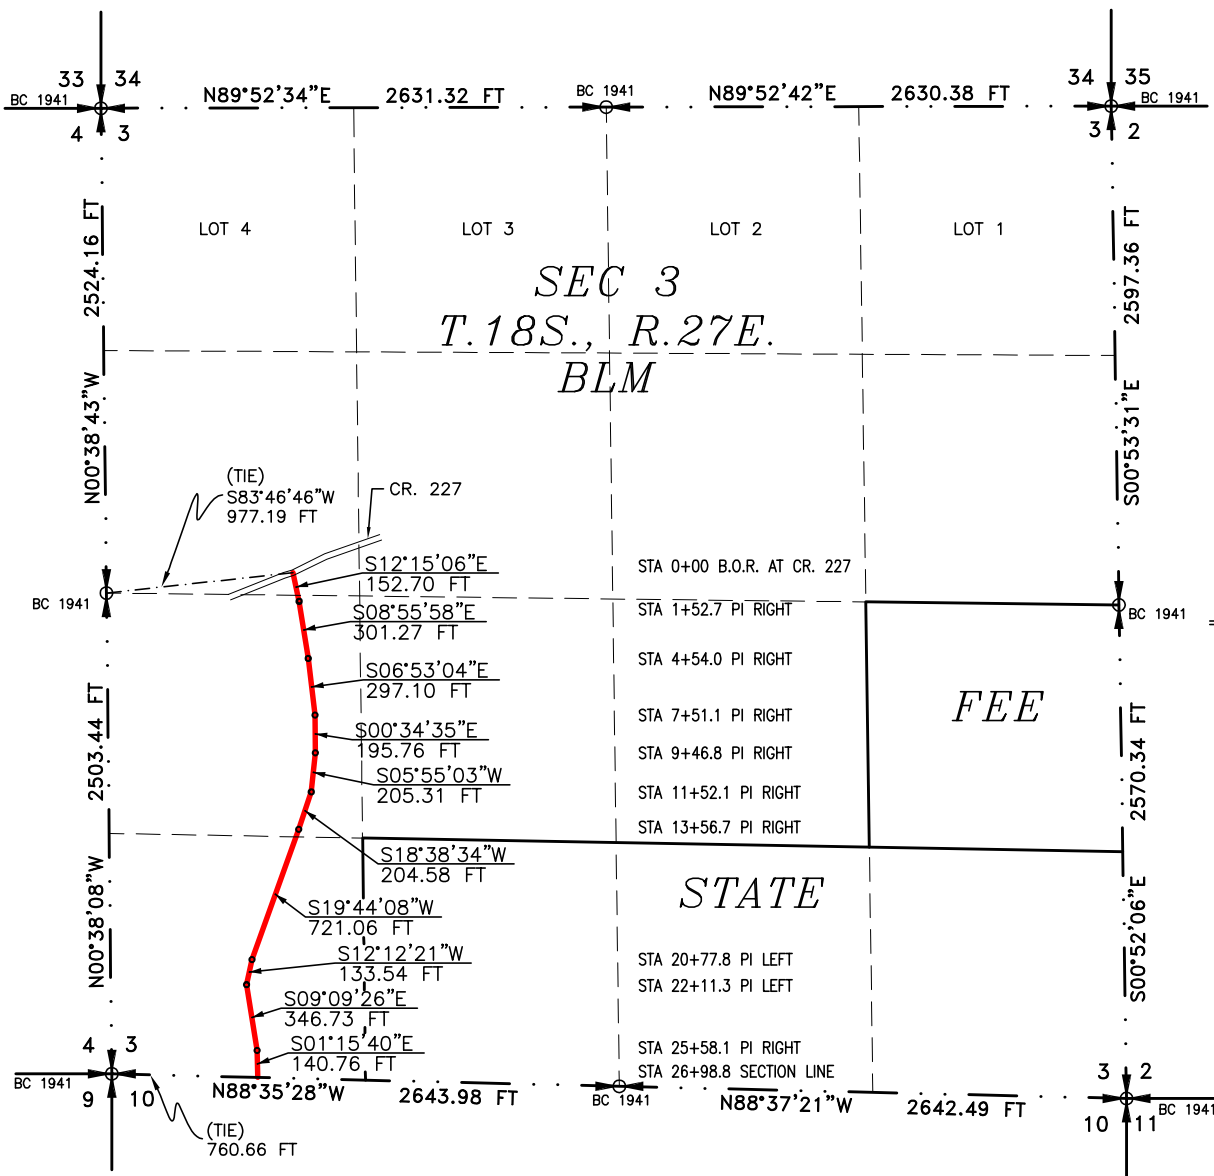 33 34
BC 1941
4 3
N89°52'34"E 2631.32 FT
BC 1941
N89°52'42"E 2630.38 FT
34 35
BC 1941
3 2
LOT 4
LOT 3
LOT 2
LOT 1
2524.16 FT
N00°38'43"W
2597.36 FT
S00°53'31"E
SEC 3
T.18S., R.27E.
BLM
(TIE)
S83°46'46"W
977.19 FT
CR. 227
BC 1941
S12°15'06"E
152.70 FT
S08°55'58"E
301.27 FT
S06°53'04"E
297.10 FT
S00°34'35"E
195.76 FT
S05°55'03"W
205.31 FT
S18°38'34"W
204.58 FT
S19°44'08"W
721.06 FT
S12°12'21"W
133.54 FT
S09°09'26"E
346.73 FT
S01°15'40"E
140.76 FT
STA 0+00 B.O.R. AT CR. 227
STA 1+52.7 PI RIGHT
STA 4+54.0 PI RIGHT
STA 7+51.1 PI RIGHT
STA 9+46.8 PI RIGHT
STA 11+52.1 PI RIGHT
STA 13+56.7 PI RIGHT
STATE
STA 20+77.8 PI LEFT
STA 22+11.3 PI LEFT
STA 25+58.1 PI RIGHT
STA 26+98.8 SECTION LINE
FEE
BC 1941
2503.44 FT
N00°38'08"W
2570.34 FT
S00°52'06"E
4 3
BC 1941
9 10
N88°35'28"W 2643.98 FT
(TIE)
760.66 FT
BC 1941
N88°37'21"W 2642.49 FT
3 2
BC 1941
10 11